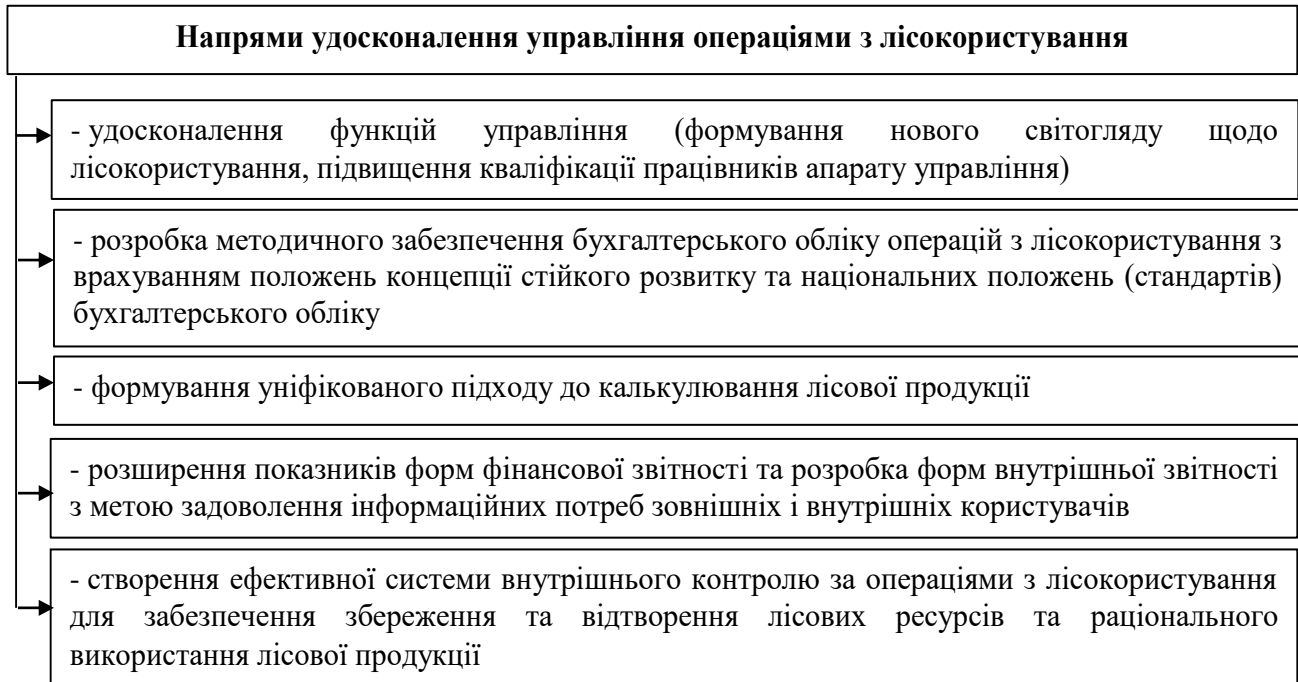 Напрями удосконалення управління операціями з лісокористування
- удосконалення функцій управління (формування нового світогляду щодо
лісокористування, підвищення кваліфікації працівників апарату управління)
- розробка методичного забезпечення бухгалтерського обліку операцій з лісокористування з
врахуванням положень концепції стійкого розвитку та національних положень (стандартів)
бухгалтерського обліку
- формування уніфікованого підходу до калькулювання лісової продукції
- розширення показників форм фінансової звітності та розробка форм внутрішньої звітності
з метою задоволення інформаційних потреб зовнішніх і внутрішніх користувачів
- створення ефективної системи внутрішнього контролю за операціями з лісокористування
для забезпечення збереження та відтворення лісових ресурсів та раціонального
використання лісової продукції